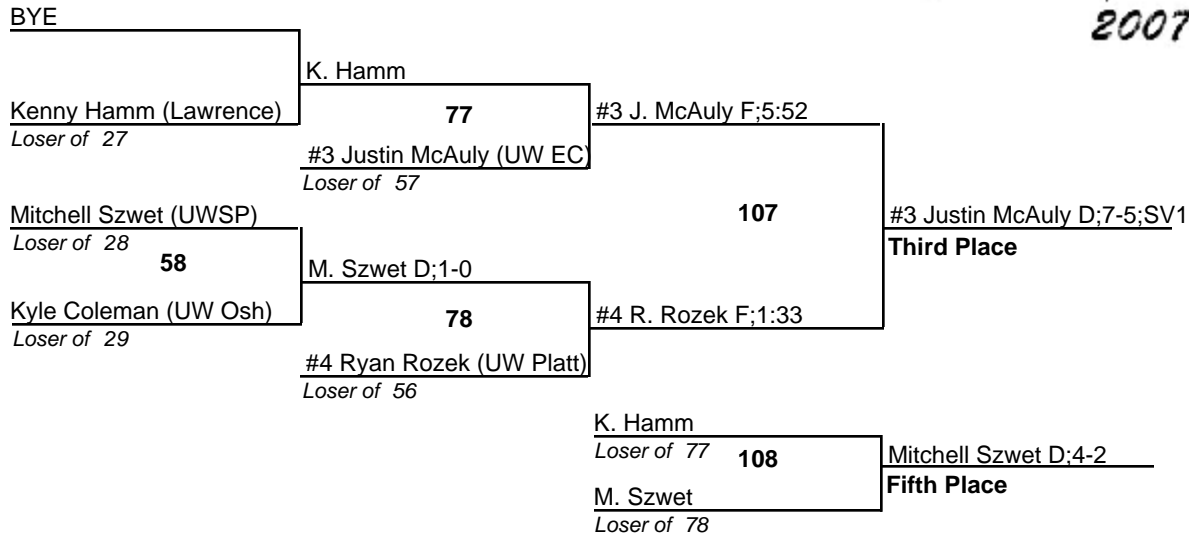 2007
BYE
K. Hamm
Kenny Hamm (Lawrence)
Loser of 27
77
#3 J. McAuly F;5:52
#3 Justin McAuly (UW EC)
Loser of 57
Mitchell Szwet (UWSP)
Loser of 28
58
107
#3 Justin McAuly D;7-5;SV1
Third Place
M. Szwet D;1-0
Kyle Coleman (UW Osh)
Loser of 29
78
#4 R. Rozek F;1:33
#4 Ryan Rozek (UW Platt)
Loser of 56
K. Hamm
Loser of 77
108
Mitchell Szwet D;4-2
Fifth Place
M. Szwet
Loser of 78